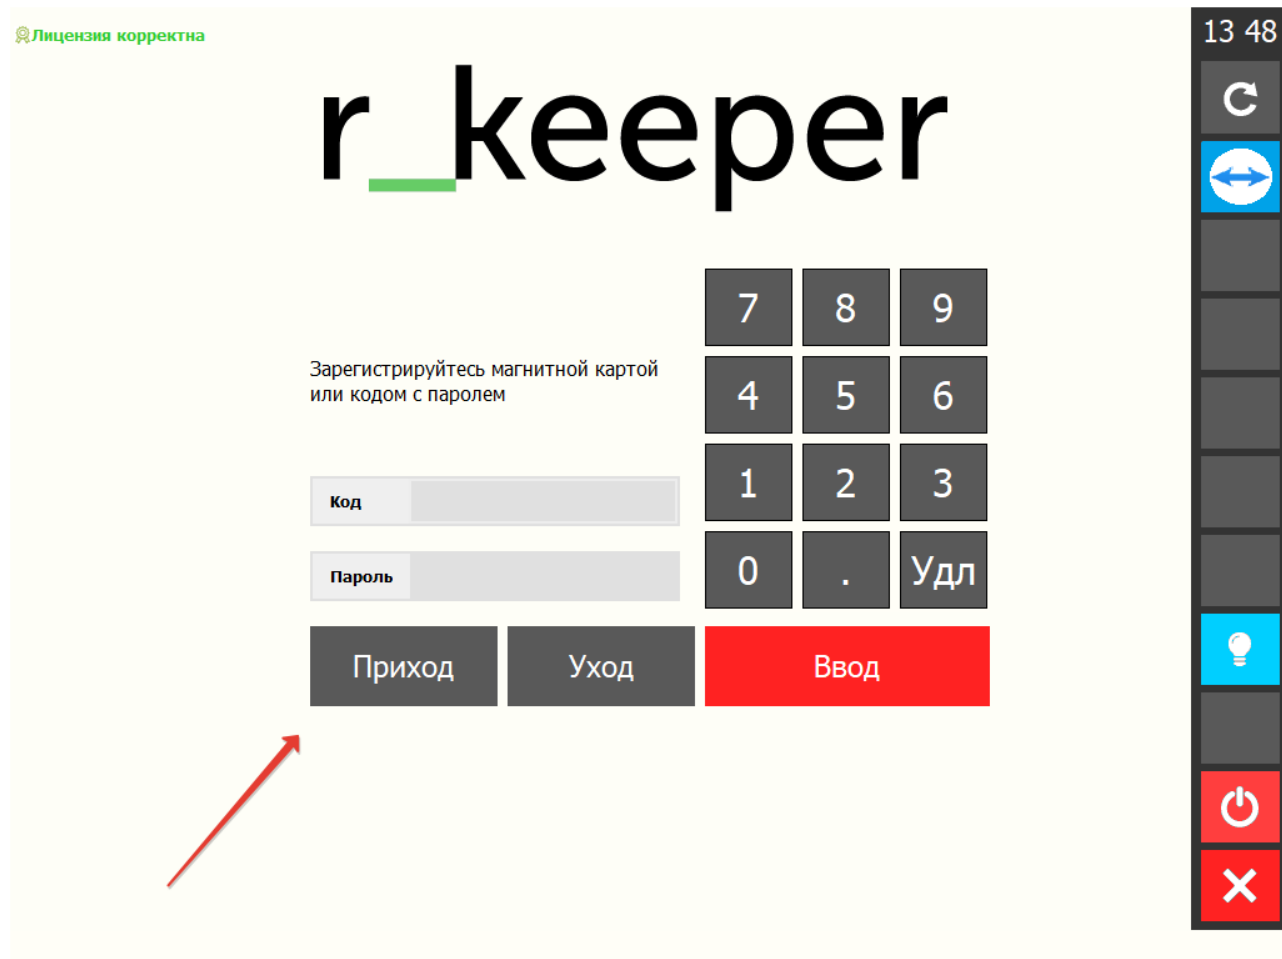 Лицензия корректна
13 48
r_keeper
7 8 9
Зарегистрируйтесь магнитной картой
или кодом с паролем
4 5 6
Код
1 2 3
Пароль
0 . Удл
Приход Уход Ввод